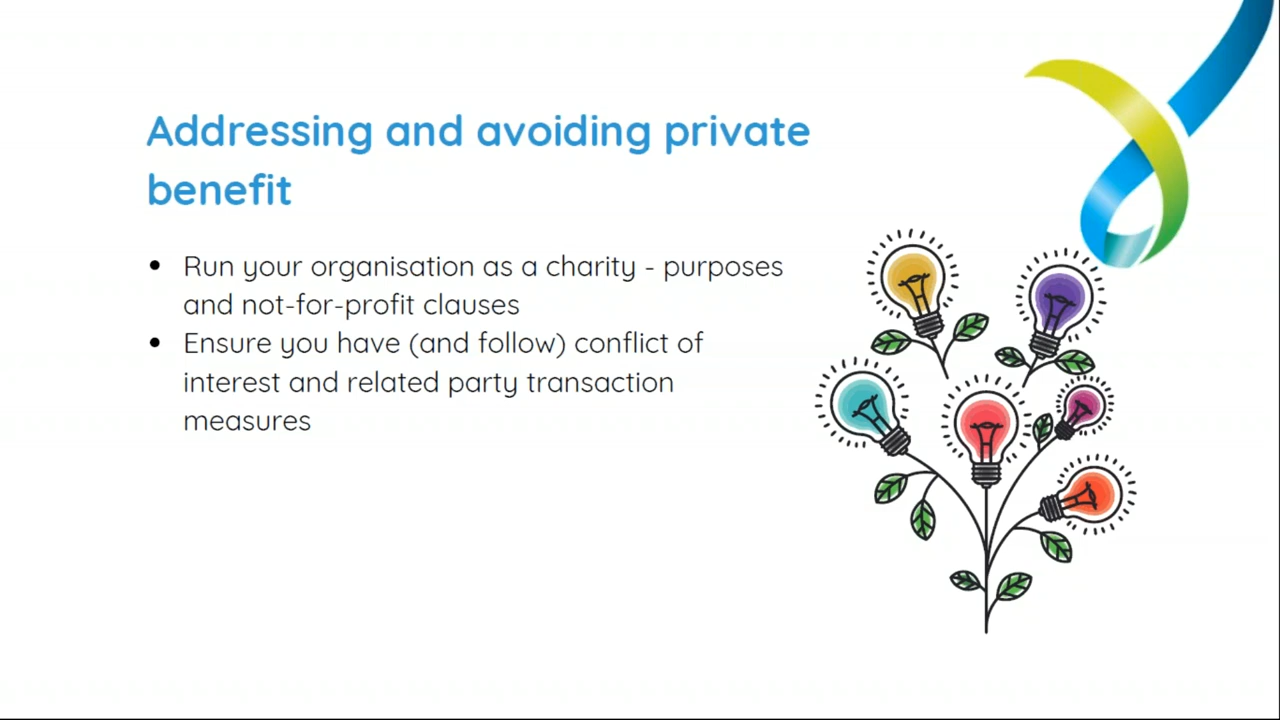 Addressing and avoiding private
benefit
• Run your organisation as a charity - purposes
and not-for-profit clauses
• Ensure you have (and follow) conflict of
interest and related party transaction
measures